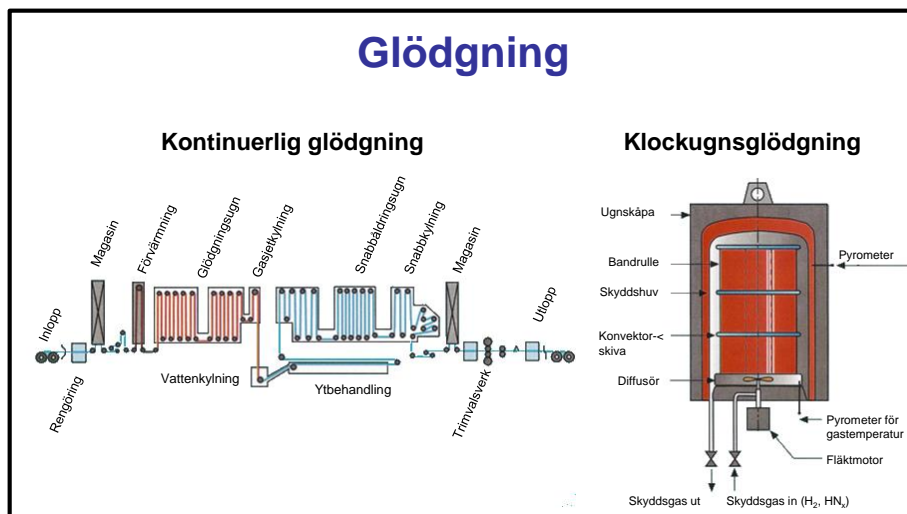 Glödgning
Kontinuerlig glödgning
Inlopp
Rengöring
Magasin
Förvärmning
Glödgningsugn
Gasjetkylning
Snabbåldringsugn
Snabbkylning
Magasin
Utlopp
Vattenkylning
Ytbehandling
Trimvalsverk
Klockugnsglödgning
Ugnskåpa
Pyrometer
Bandrulle
Skyddshuv
Konvektor-<
skiva
Diffusör
Pyrometer för
gastemperatur
Fläktmotor
Skyddsgas ut
Skyddsgas in (H₂, HNₓ)